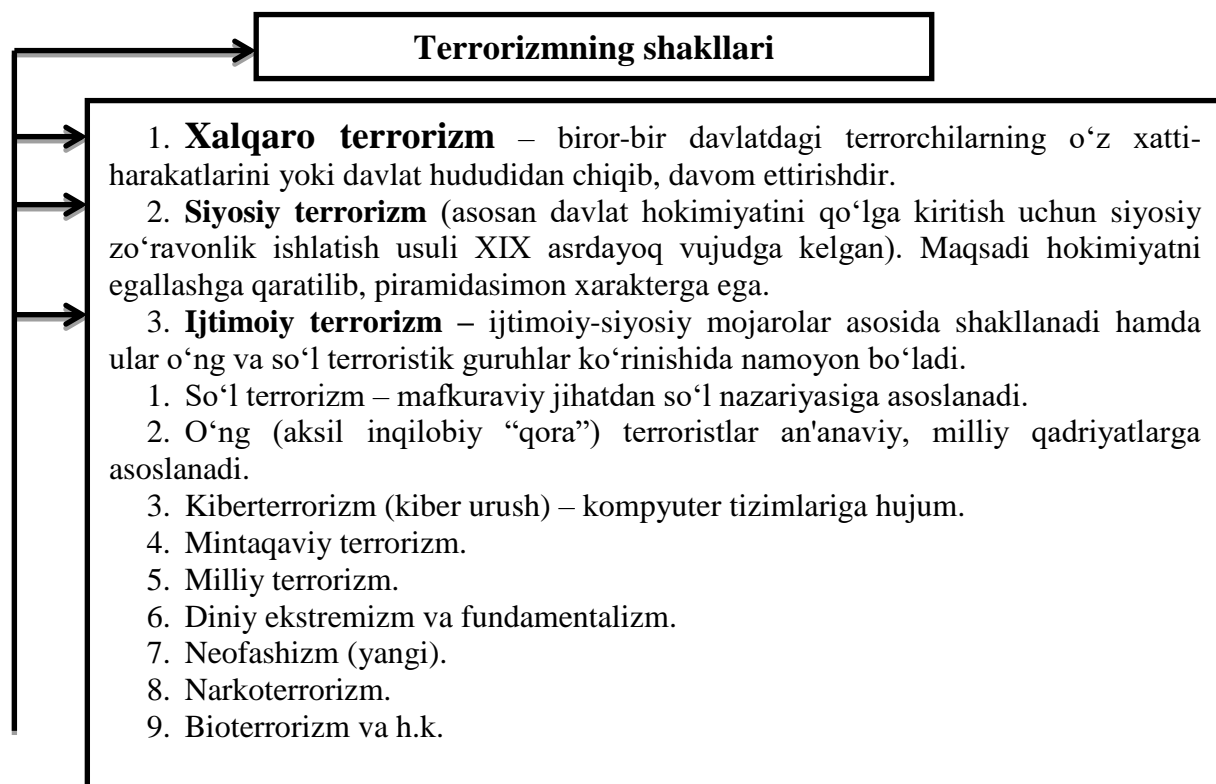 Terrorizmning shakllari
1. Xalqaro terrorizm – biror-bir davlatdagi terrorchilarning o‘z xatti-
harakatlarini yoki davlat hududidan chiqib, davom ettirishdir.
2. Siyosiy terrorizm (asosan davlat hokimiyatini qo‘lga kiritish uchun siyosiy
zo‘ravonlik ishlatish usuli XIX asrdayoq vujudga kelgan). Maqsadi hokimiyatni
egallashga qaratilib, piramidasimon xarakterga ega.
3. Ijtimoiy terrorizm – ijtimoiy-siyosiy mojarolar asosida shakllanadi hamda
ular o‘ng va so‘l terroristik guruhlar ko‘rinishida namoyon bo‘ladi.
1. So‘l terrorizm – mafkuraviy jihatdan so‘l nazariyasiga asoslanadi.
2. O‘ng (aksil inqilobiy “qora”) terroristlar an'anaviy, milliy qadriyatlarga
asoslanadi.
3. Kiberterrorizm (kiber urush) – kompyuter tizimlariga hujum.
4. Mintaqaviy terrorizm.
5. Milliy terrorizm.
6. Diniy ekstremizm va fundamentalizm.
7. Neofashizm (yangi).
8. Narkoterrorizm.
9. Bioterrorizm va h.k.